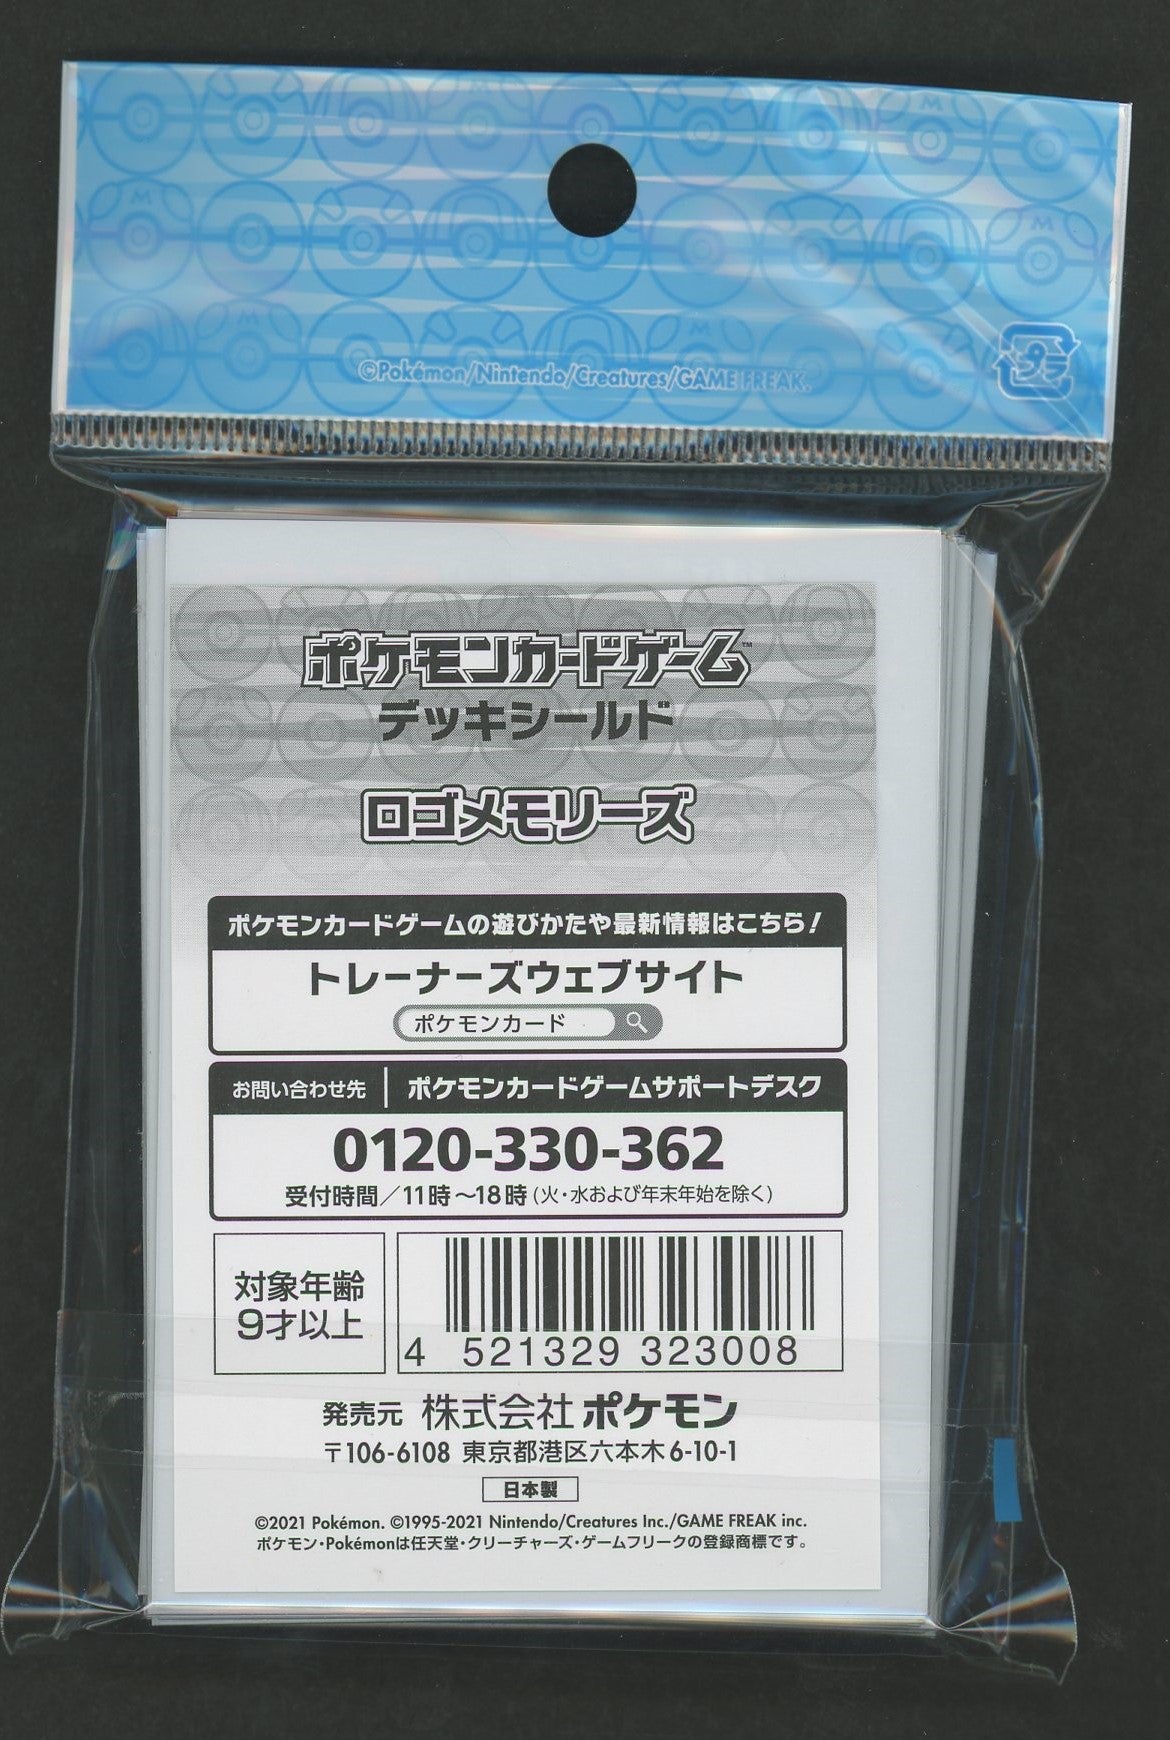 ©Pokémon/Nintendo/Creatures/GAME FREAK.
プラ
ポケモンカードゲーム™
デッキシールド
ロゴメモリーズ
ポケモンカードゲームの遊びかたや最新情報はこちら!
トレーナーズウェブサイト
ポケモンカード
お問い合わせ先 ポケモンカードゲームサポートデスク
0120-330-362
受付時間/11時~18時(火・水および年末年始を除く)
対象年齢
9才以上
4 521329 323008
発売元 株式会社ポケモン
〒106-6108 東京都港区六本木6-10-1
日本製
©2021 Pokémon. ©1995-2021 Nintendo/Creatures Inc./GAME FREAK inc.
ポケモン・Pokémonは任天堂・クリーチャーズ・ゲームフリークの登録商標です。